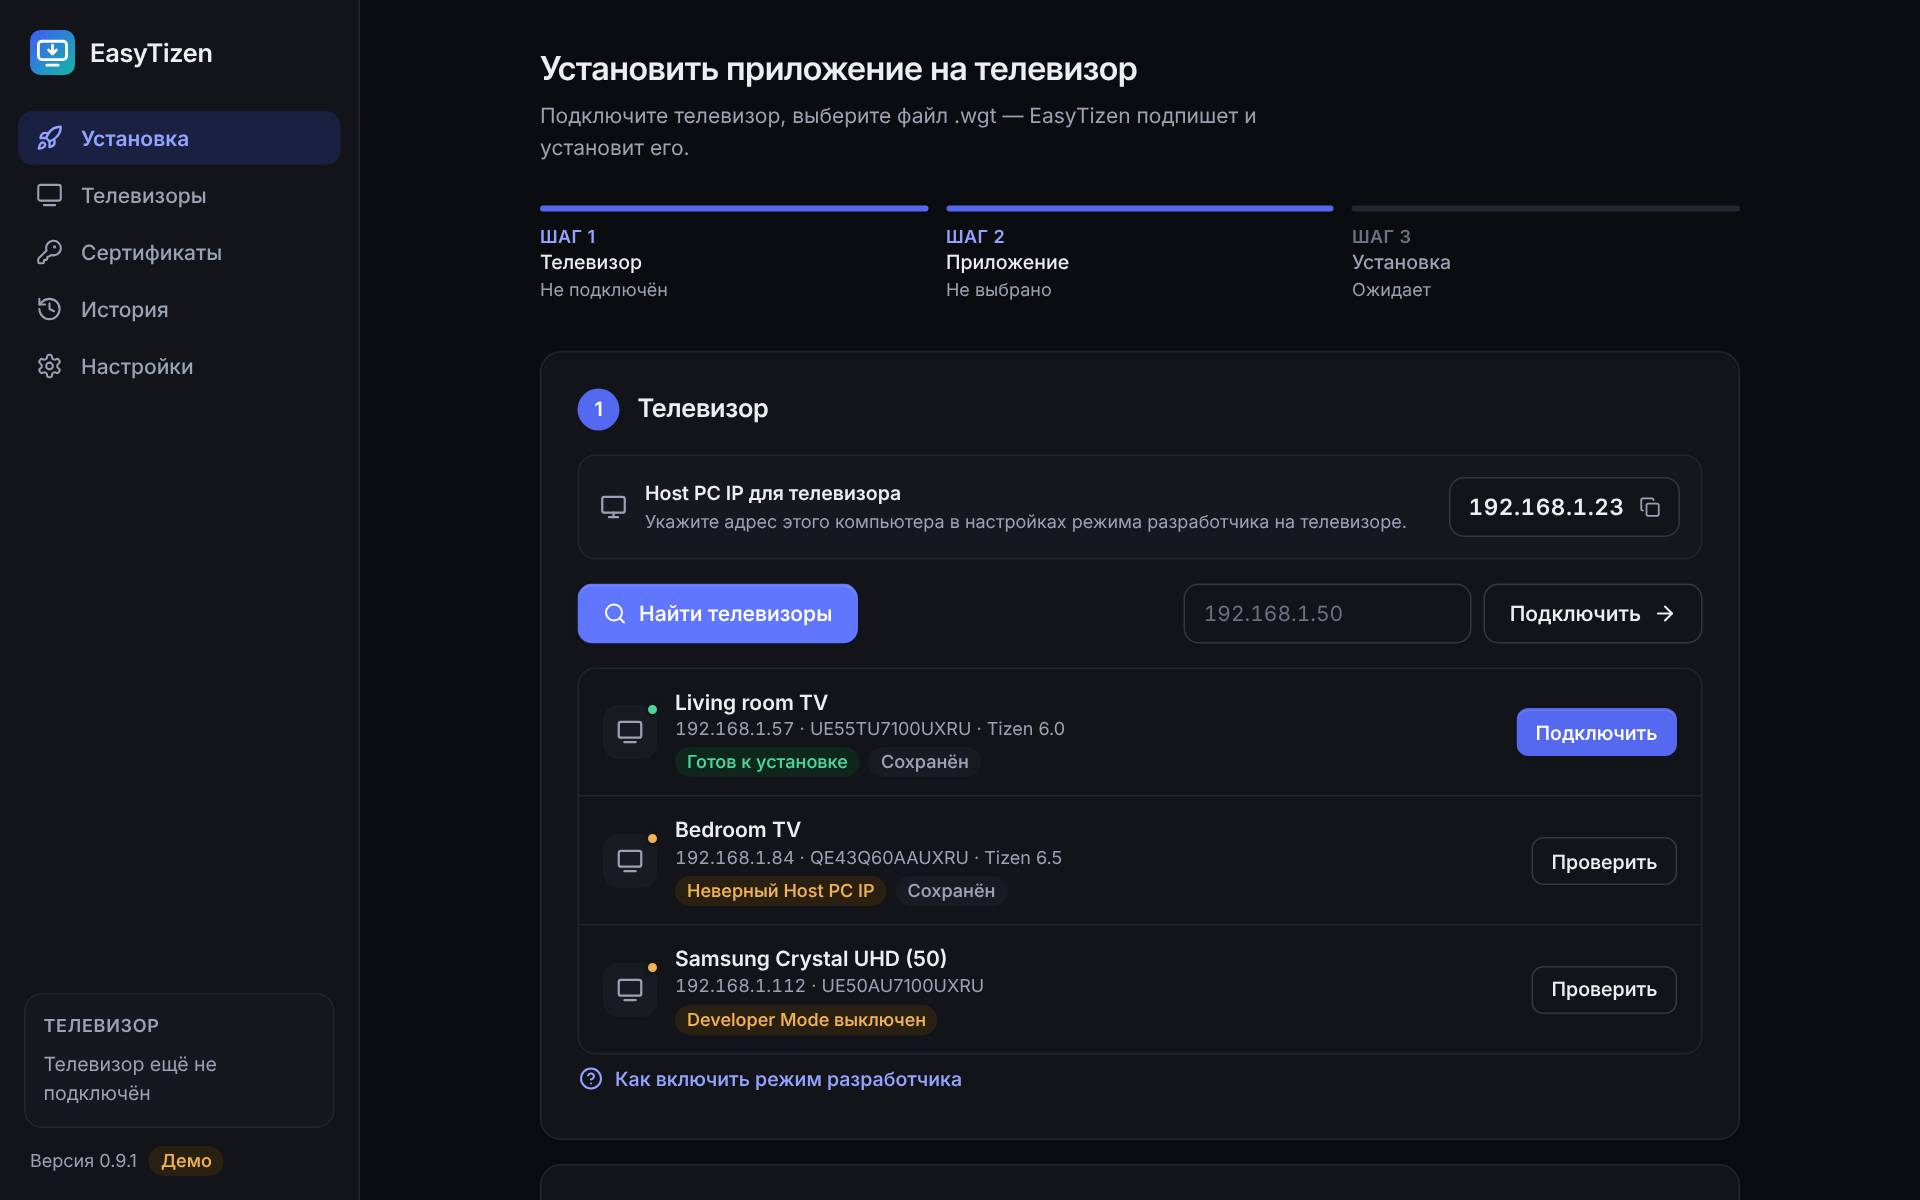 EasyTizen
Установка
Телевизоры
Сертификаты
История
Настройки
ТЕЛЕВИЗОР
Телевизор ещё не
подключён
Версия 0.9.1 Демо
Установить приложение на телевизор
Подключите телевизор, выберите файл .wgt — EasyTizen подпишет и
установит его.
ШАГ 1
Телевизор
Не подключён
ШАГ 2
Приложение
Не выбрано
ШАГ 3
Установка
Ожидает
1 Телевизор
Host PC IP для телевизора
Укажите адрес этого компьютера в настройках режима разработчика на телевизоре.
192.168.1.23
Найти телевизоры
192.168.1.50
Подключить
Living room TV
192.168.1.57 · UE55TU7100UXRU · Tizen 6.0
Готов к установке Сохранён
Подключить
Bedroom TV
192.168.1.84 · QE43Q60AAUXRU · Tizen 6.5
Неверный Host PC IP Сохранён
Проверить
Samsung Crystal UHD (50)
192.168.1.112 · UE50AU7100UXRU
Developer Mode выключен
Проверить
Как включить режим разработчика